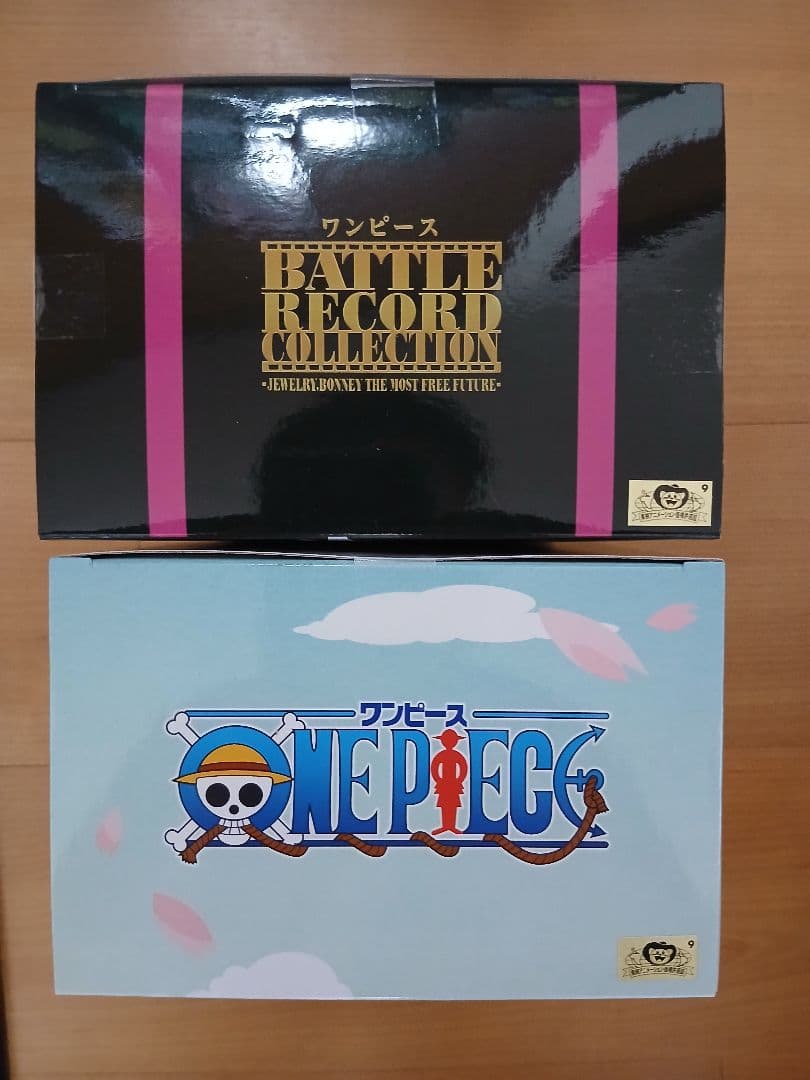 ワンピース
BATTLE
RECORD
COLLECTION
-JEWELRY.BONNEY THE MOST FREE FUTURE-
9
ワンピース
ONE PIECE
9